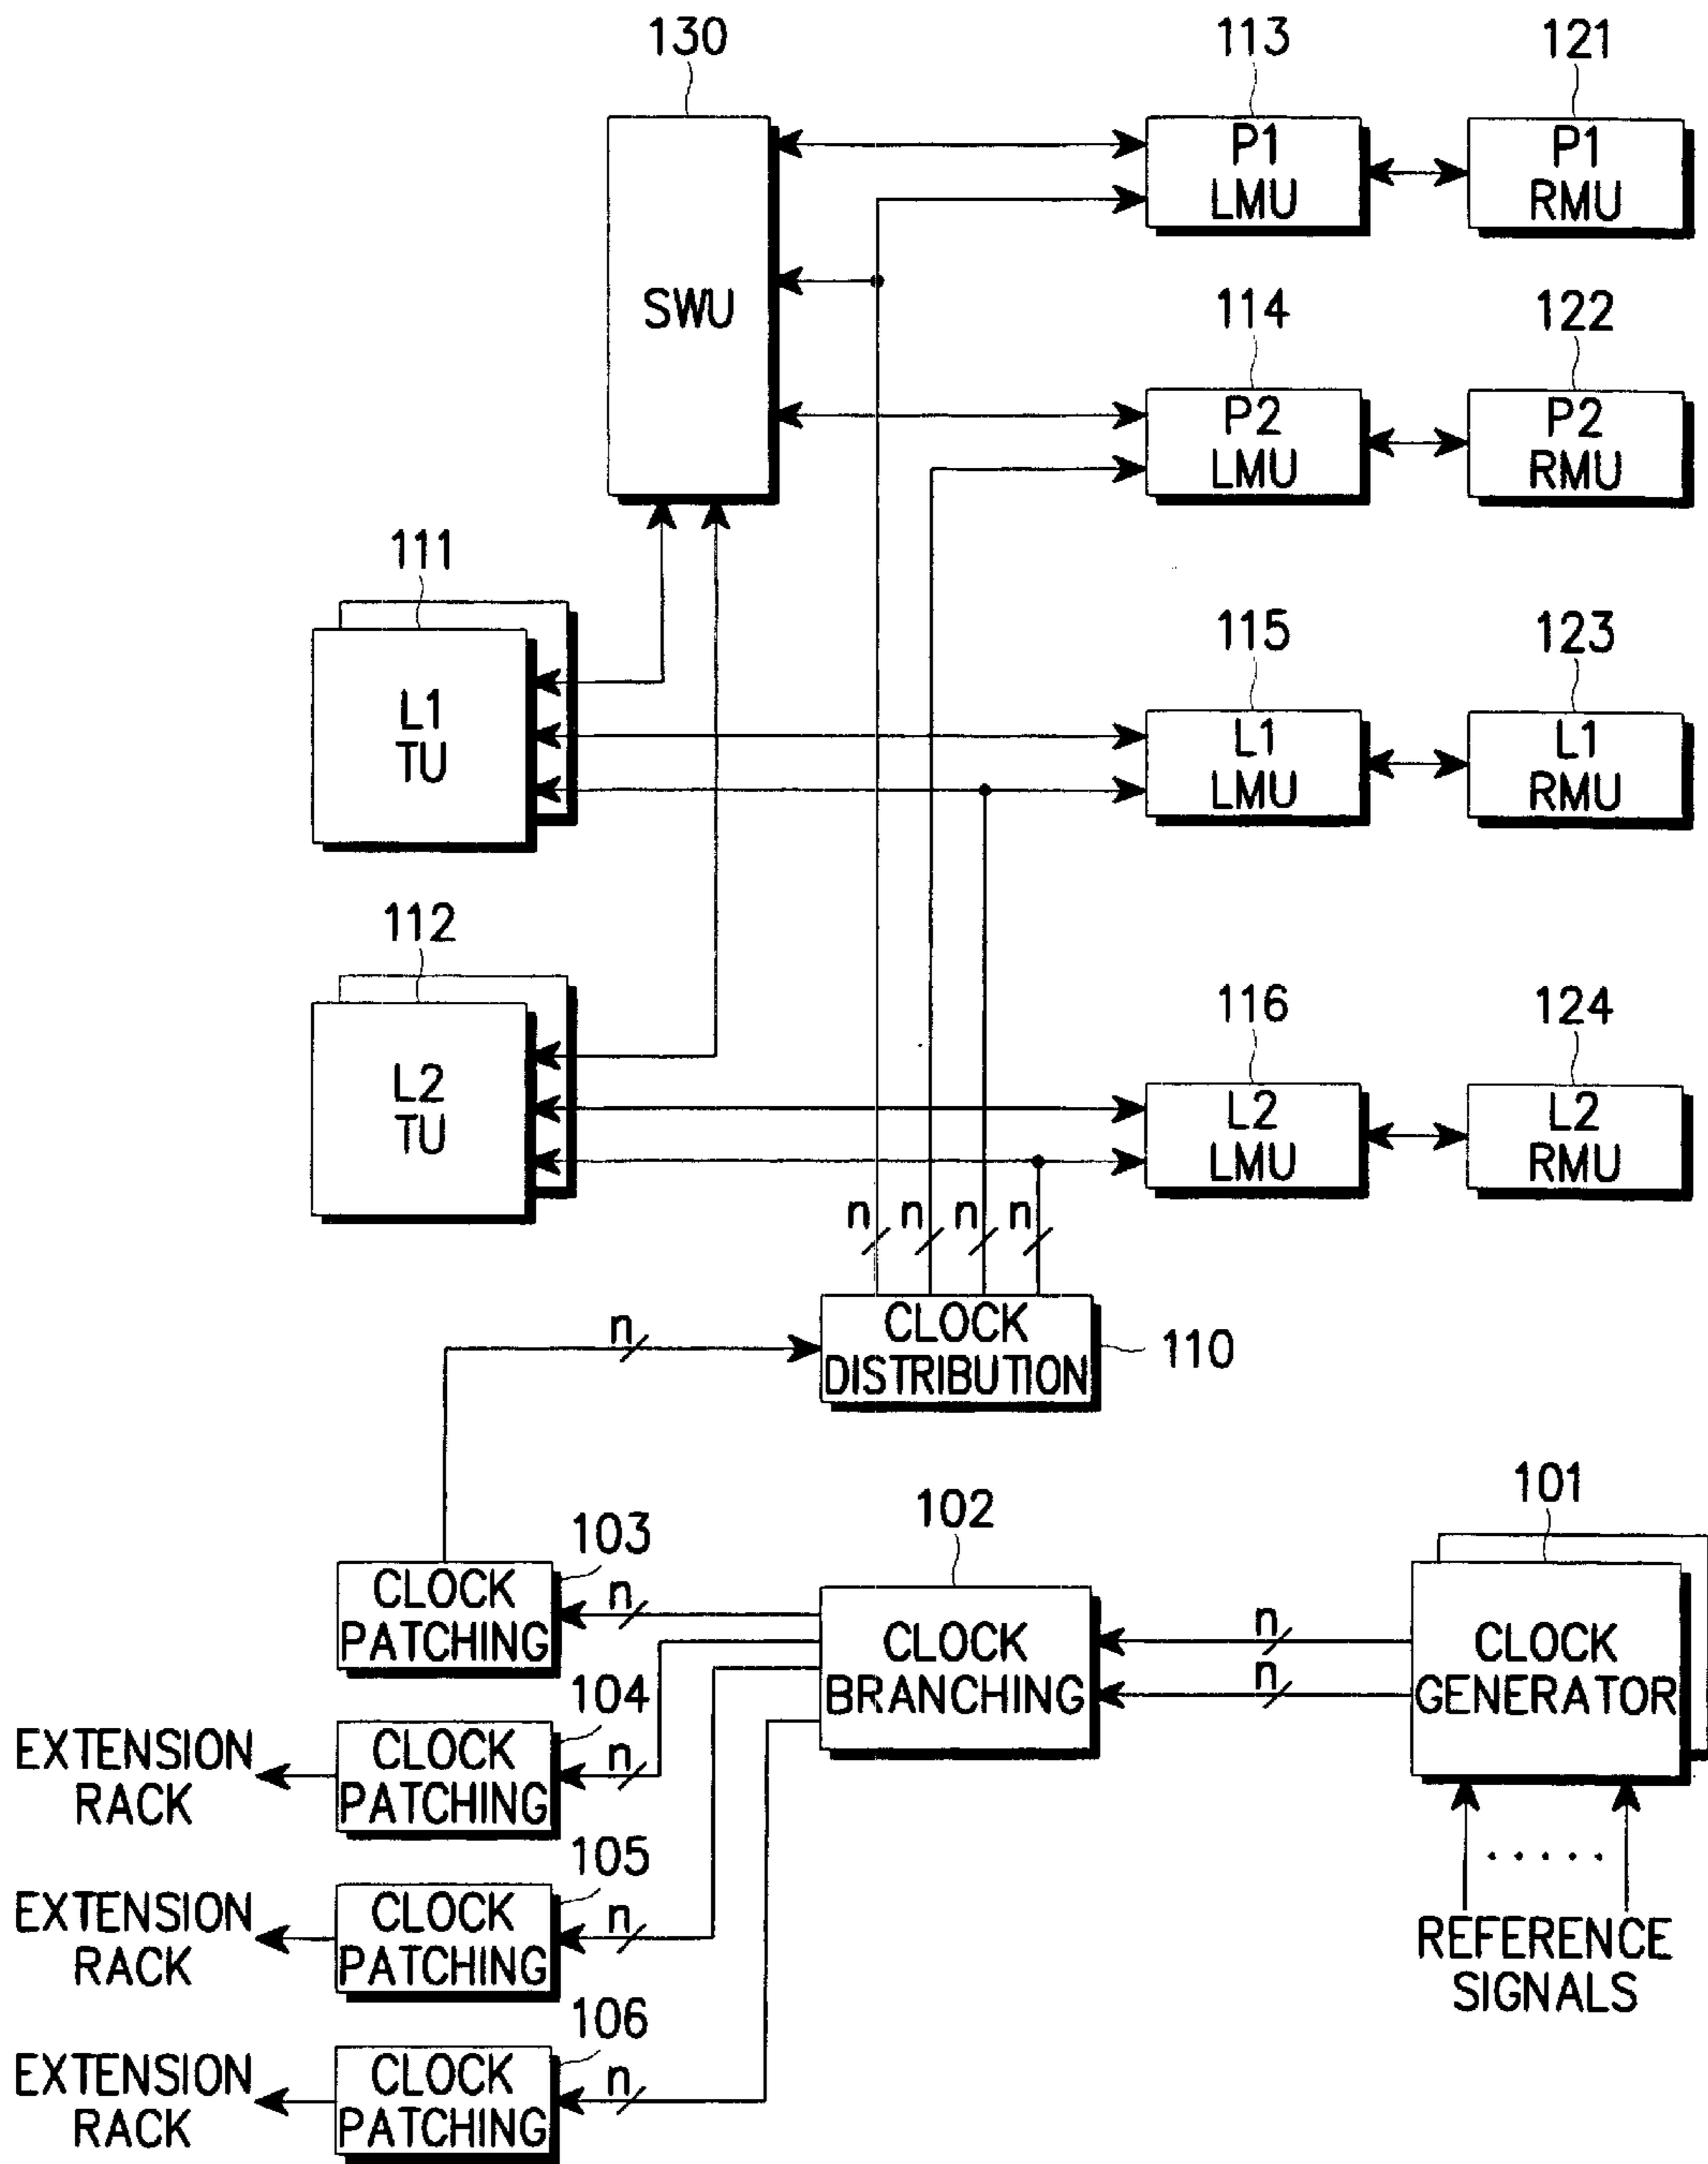 130
113
121
P1
LMU
P1
RMU
SWU
114
122
P2
LMU
P2
RMU
111
115
123
L1
TU
L1
LMU
L1
RMU
112
116
124
L2
TU
L2
LMU
L2
RMU
n
n
n
n
n
CLOCK
DISTRIBUTION
110
103
102
101
CLOCK
PATCHING
n
CLOCK
BRANCHING
n
n
CLOCK
GENERATOR
104
EXTENSION
RACK
CLOCK
PATCHING
n
105
EXTENSION
RACK
CLOCK
PATCHING
n
.....
REFERENCE
SIGNALS
106
EXTENSION
RACK
CLOCK
PATCHING
n